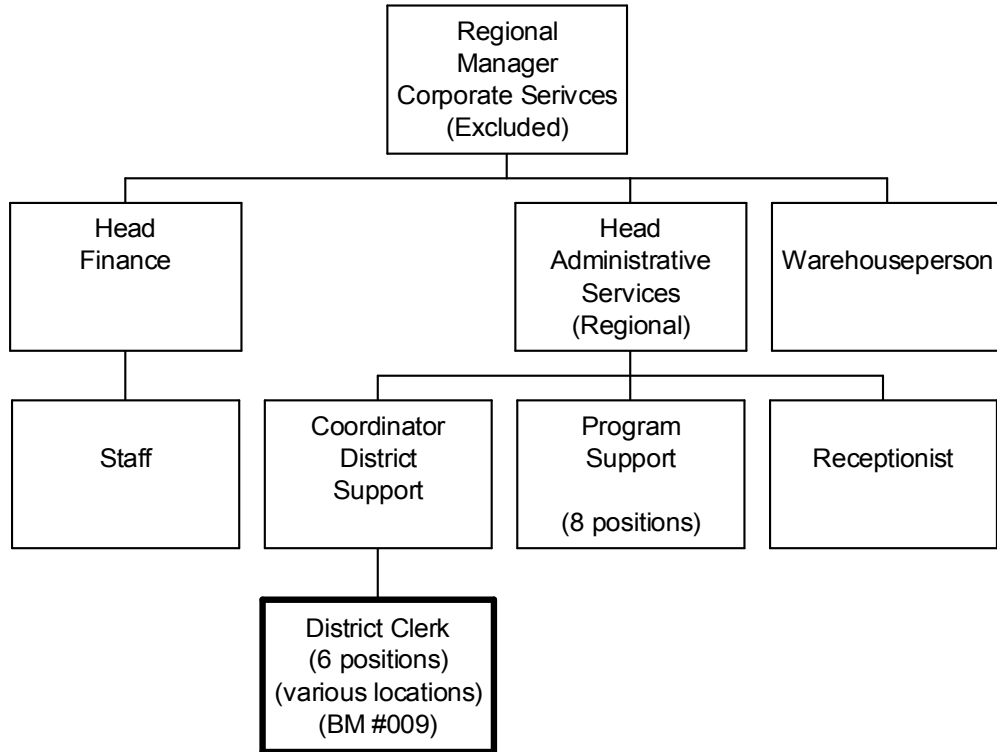 Regional
Manager
Corporate Serivces
(Excluded)
Head
Finance
Head
Administrative
Services
(Regional)
Warehouseperson
Staff
Coordinator
District
Support
Program
Support
(8 positions)
Receptionist
District Clerk
(6 positions)
(various locations)
(BM #009)